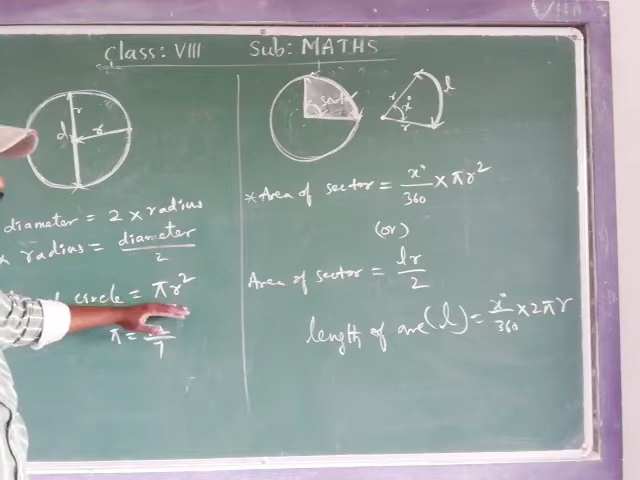 Class: VIII Sub: MATHS
d
r
r
diameter = 2 x radius
radius = diameter/2
circle = πr²
π = /7
sector
x°
r
x°
r
l
*Area of sector = x°/360 x πr²
(or)
Area of sector = lr/2
length of arc (l) = x°/360 x 2πr